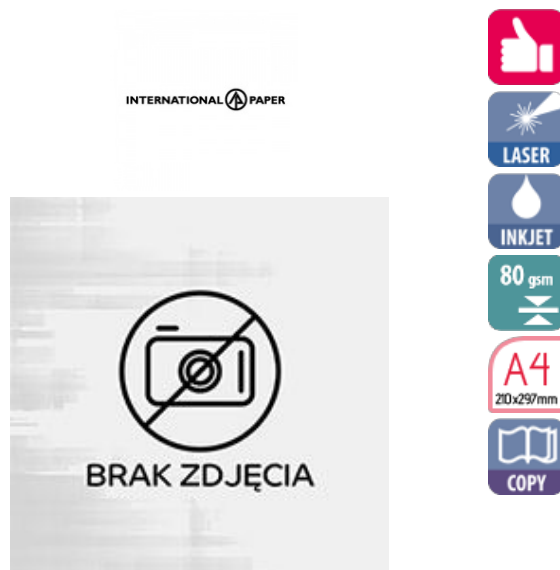 INTERNATIONAL PAPER
LASER
INKJET
80 gsm
A4
210x297mm
COPY
BRAK ZDJĘCIA